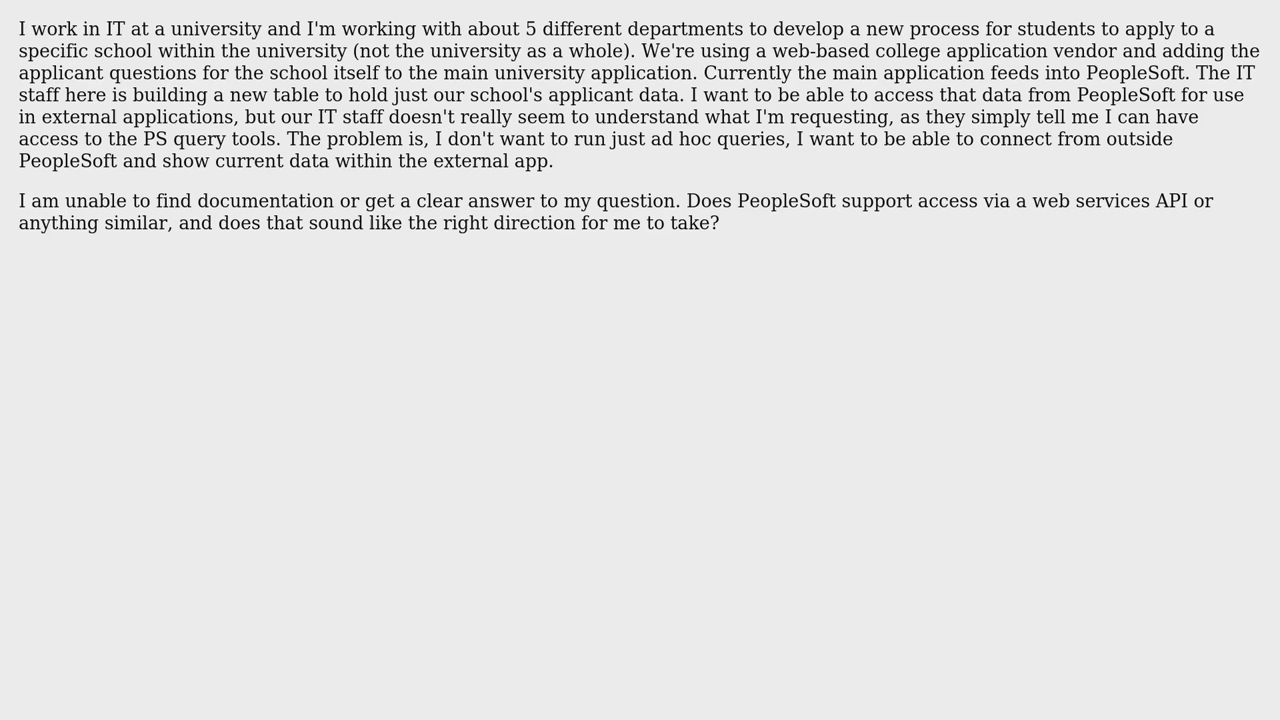 I work in IT at a university and I'm working with about 5 different departments to develop a new process for students to apply to a
specific school within the university (not the university as a whole). We're using a web-based college application vendor and adding the
applicant questions for the school itself to the main university application. Currently the main application feeds into PeopleSoft. The IT
staff here is building a new table to hold just our school's applicant data. I want to be able to access that data from PeopleSoft for use
in external applications, but our IT staff doesn't really seem to understand what I'm requesting, as they simply tell me I can have
access to the PS query tools. The problem is, I don't want to run just ad hoc queries, I want to be able to connect from outside
PeopleSoft and show current data within the external app.
I am unable to find documentation or get a clear answer to my question. Does PeopleSoft support access via a web services API or
anything similar, and does that sound like the right direction for me to take?